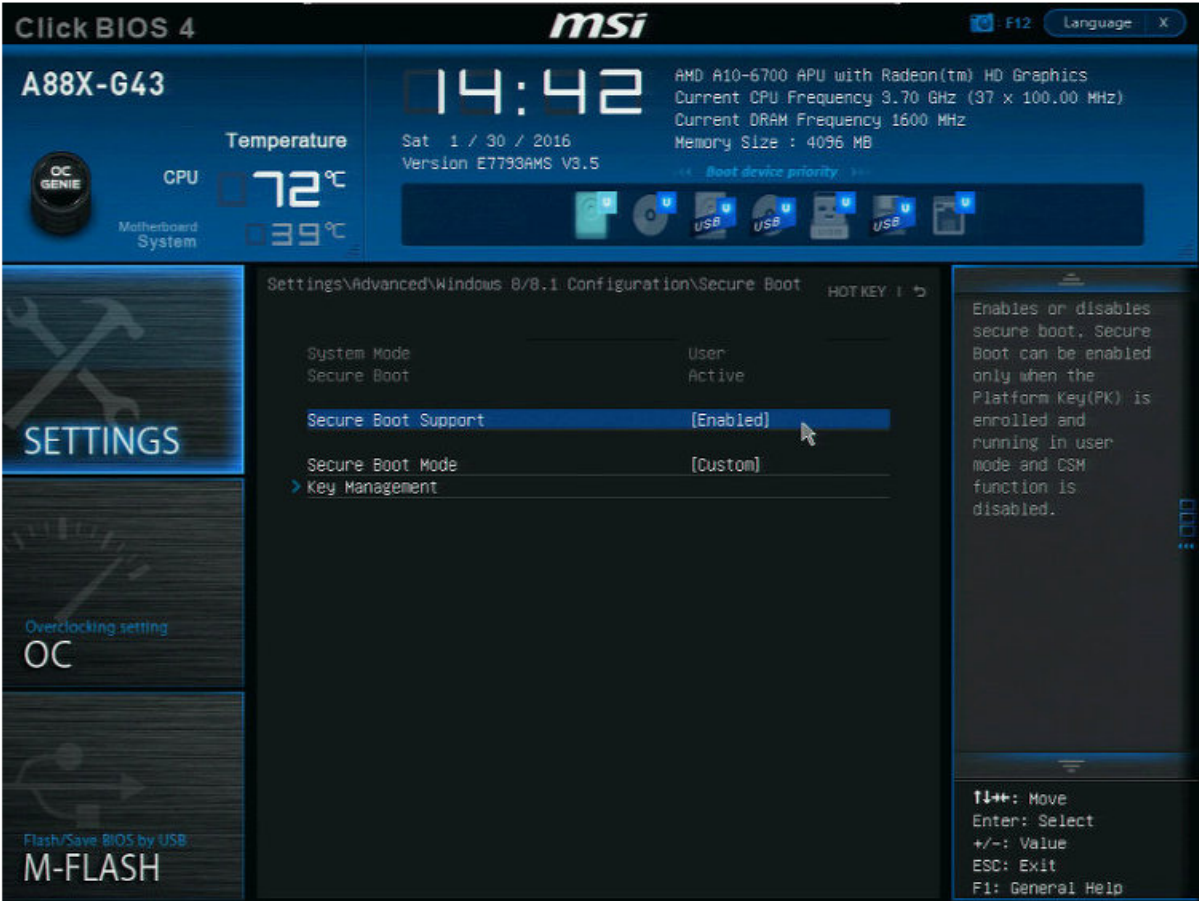 Click BIOS 4
msi
: F12
Language X
A88X-G43
14:42
AMD A10-6700 APU with Radeon(tm) HD Graphics
Current CPU Frequency 3.70 GHz (37 x 100.00 MHz)
Current DRAM Frequency 1600 MHz
Memory Size : 4096 MB
Temperature
Sat 1 / 30 / 2016
Version E7793AMS V3.5
Boot device priority
OC
GENIE
CPU 72°C
Motherboard
System 39°C
U U U U U U U
USB USB USB
Settings\Advanced\Windows 8/8.1 Configuration\Secure Boot
HOT KEY |
System Mode User
Secure Boot Active
Secure Boot Support [Enabled]
Secure Boot Mode [Custom]
> Key Management
SETTINGS
Overclocking setting
OC
Flash/Save BIOS by USB
M-FLASH
Enables or disables
secure boot. Secure
Boot can be enabled
only when the
Platform Key(PK) is
enrolled and
running in user
mode and CSM
function is
disabled.
↑↓→←: Move
Enter: Select
+/-: Value
ESC: Exit
F1: General Help